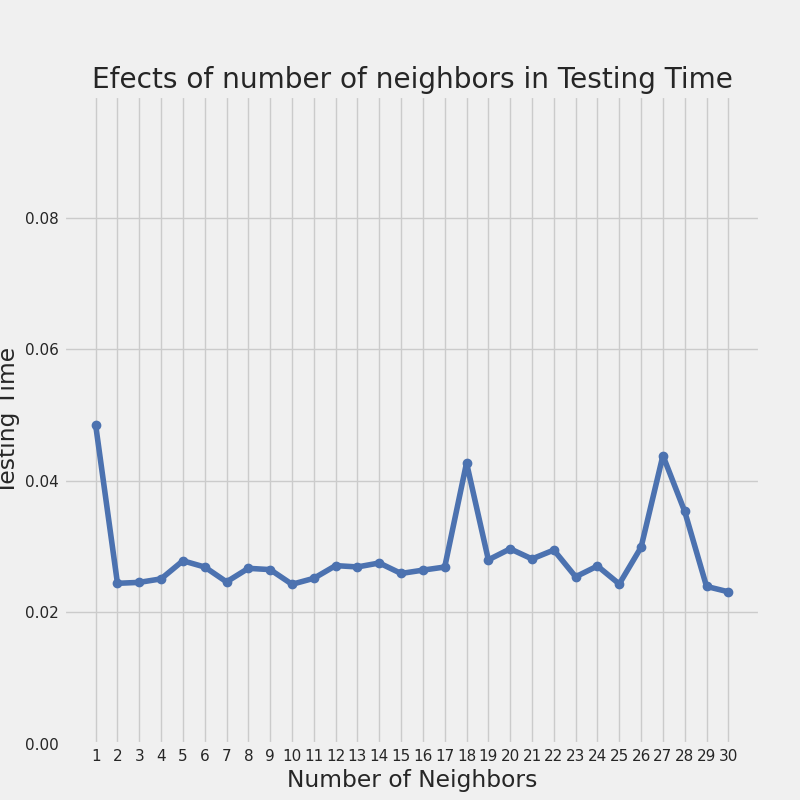 Efects of number of neighbors in Testing Time
0.08
0.06
0.04
0.02
0.00
Testing Time
1 2 3 4 5 6 7 8 9 10 11 12 13 14 15 16 17 18 19 20 21 22 23 24 25 26 27 28 29 30
Number of Neighbors